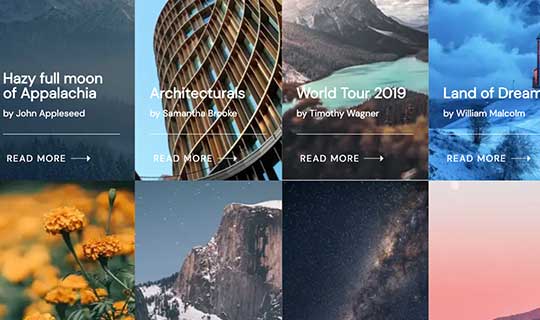 Hazy full moon
of Appalachia
by John Appleseed
READ MORE
Architecturals
by Samantha Brooke
READ MORE
World Tour 2019
by Timothy Wagner
READ MORE
Land of Dream
by William Malcolm
READ MORE